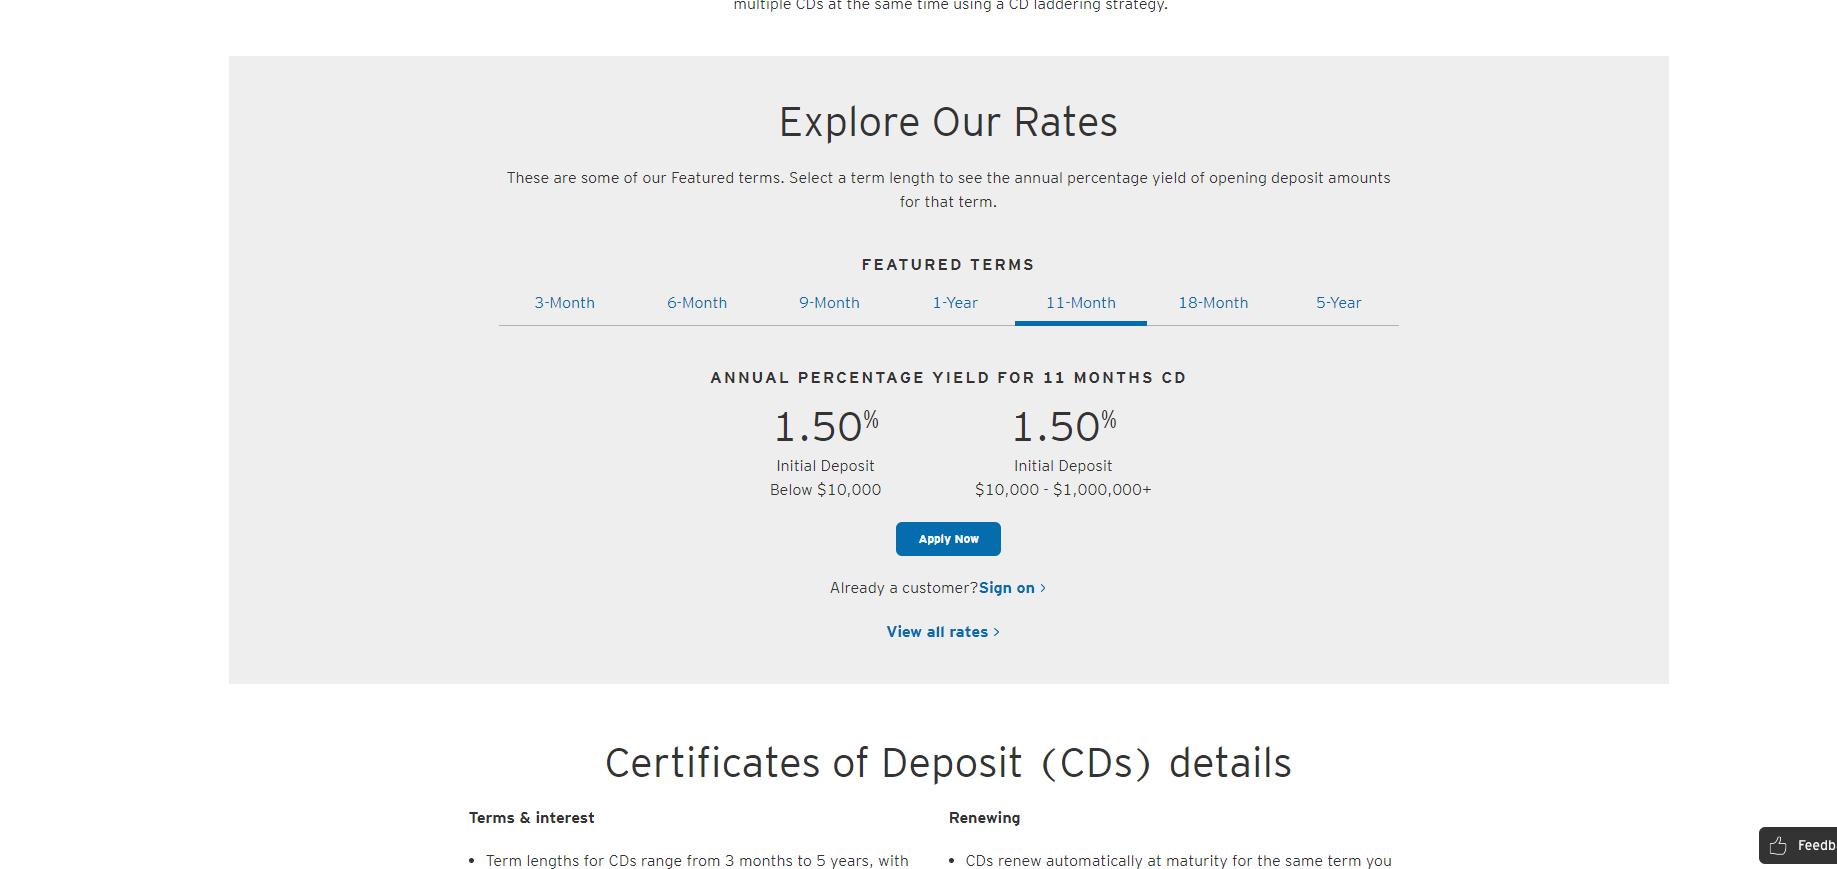 multiple CDs at the same time using a CD laddering strategy.
Explore Our Rates
These are some of our Featured terms. Select a term length to see the annual percentage yield of opening deposit amounts
for that term.
FEATURED TERMS
3-Month 6-Month 9-Month 1-Year 11-Month 18-Month 5-Year
ANNUAL PERCENTAGE YIELD FOR 11 MONTHS CD
1.50% 1.50%
Initial Deposit Initial Deposit
Below $10,000 $10,000 - $1,000,000+
Apply Now
Already a customer?Sign on >
View all rates >
Certificates of Deposit (CDs) details
Terms & interest
• Term lengths for CDs range from 3 months to 5 years, with
Renewing
• CDs renew automatically at maturity for the same term you
Feedb